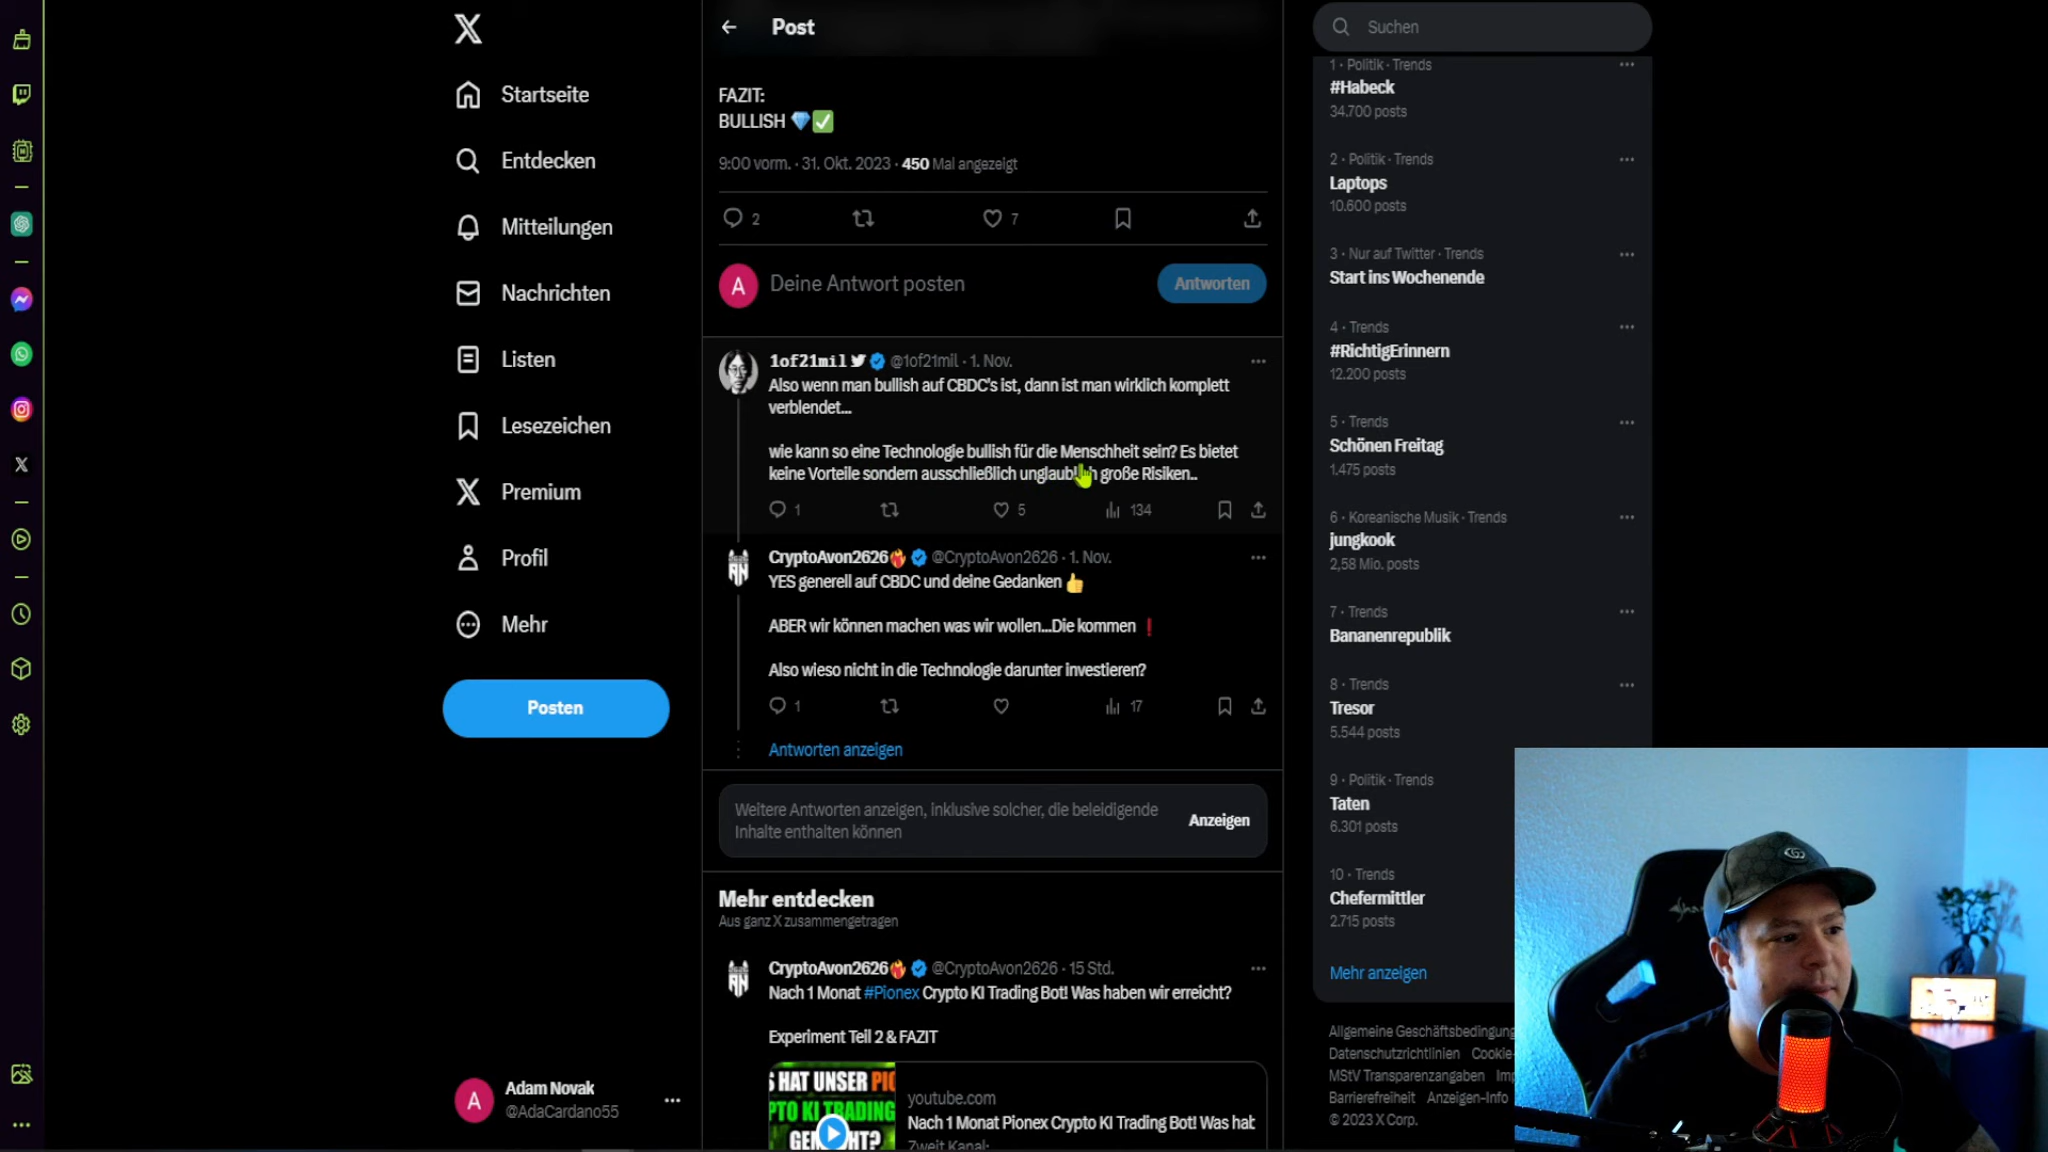 Startseite
Entdecken
Mitteilungen
Nachrichten
Listen
Lesezeichen
Premium
Profil
Mehr
Posten
Adam Novak
@AdaCardano55
Post
FAZIT:
BULLISH 💎✅
9:00 vorm. · 31. Okt. 2023 · 450 Mal angezeigt
2
7
A
Deine Antwort posten
Antworten
1of21mil @1of21mil · 1. Nov.
Also wenn man bullish auf CBDC's ist, dann ist man wirklich komplett
verblendet...
wie kann so eine Technologie bullish für die Menschheit sein? Es bietet
keine Vorteile sondern ausschließlich unglaublich große Risiken..
1
5
134
CryptoAvon2626❤️‍🔥 @CryptoAvon2626 · 1. Nov.
YES generell auf CBDC und deine Gedanken 👍
ABER wir können machen was wir wollen...Die kommen ❗
Also wieso nicht in die Technologie darunter investieren?
1
17
Antworten anzeigen
Weitere Antworten anzeigen, inklusive solcher, die beleidigende
Inhalte enthalten können
Anzeigen
Mehr entdecken
Aus ganz X zusammengetragen
CryptoAvon2626❤️‍🔥 @CryptoAvon2626 · 15 Std.
Nach 1 Monat #Pionex Crypto KI Trading Bot! Was haben wir erreicht?
Experiment Teil 2 & FAZIT
S HAT UNSER PIO
PTO KI TRADING
GEMACHT?
youtube.com
Nach 1 Monat Pionex Crypto KI Trading Bot! Was hab
Zweit Kanal:
Suchen
1 · Politik · Trends
#Habeck
34.700 posts
2 · Politik · Trends
Laptops
10.600 posts
3 · Nur auf Twitter · Trends
Start ins Wochenende
4 · Trends
#RichtigErinnern
12.200 posts
5 · Trends
Schönen Freitag
1.475 posts
6 · Koreanische Musik · Trends
jungkook
2,58 Mio. posts
7 · Trends
Bananenrepublik
8 · Trends
Tresor
5.544 posts
9 · Politik · Trends
Taten
6.301 posts
10 · Trends
Chefermittler
2.715 posts
Mehr anzeigen
Allgemeine Geschäftsbedingung
Datenschutzrichtlinien Cookie-
MStV Transparenzangaben Imp
Barrierefreiheit Anzeigen-Info
© 2023 X Corp.
A